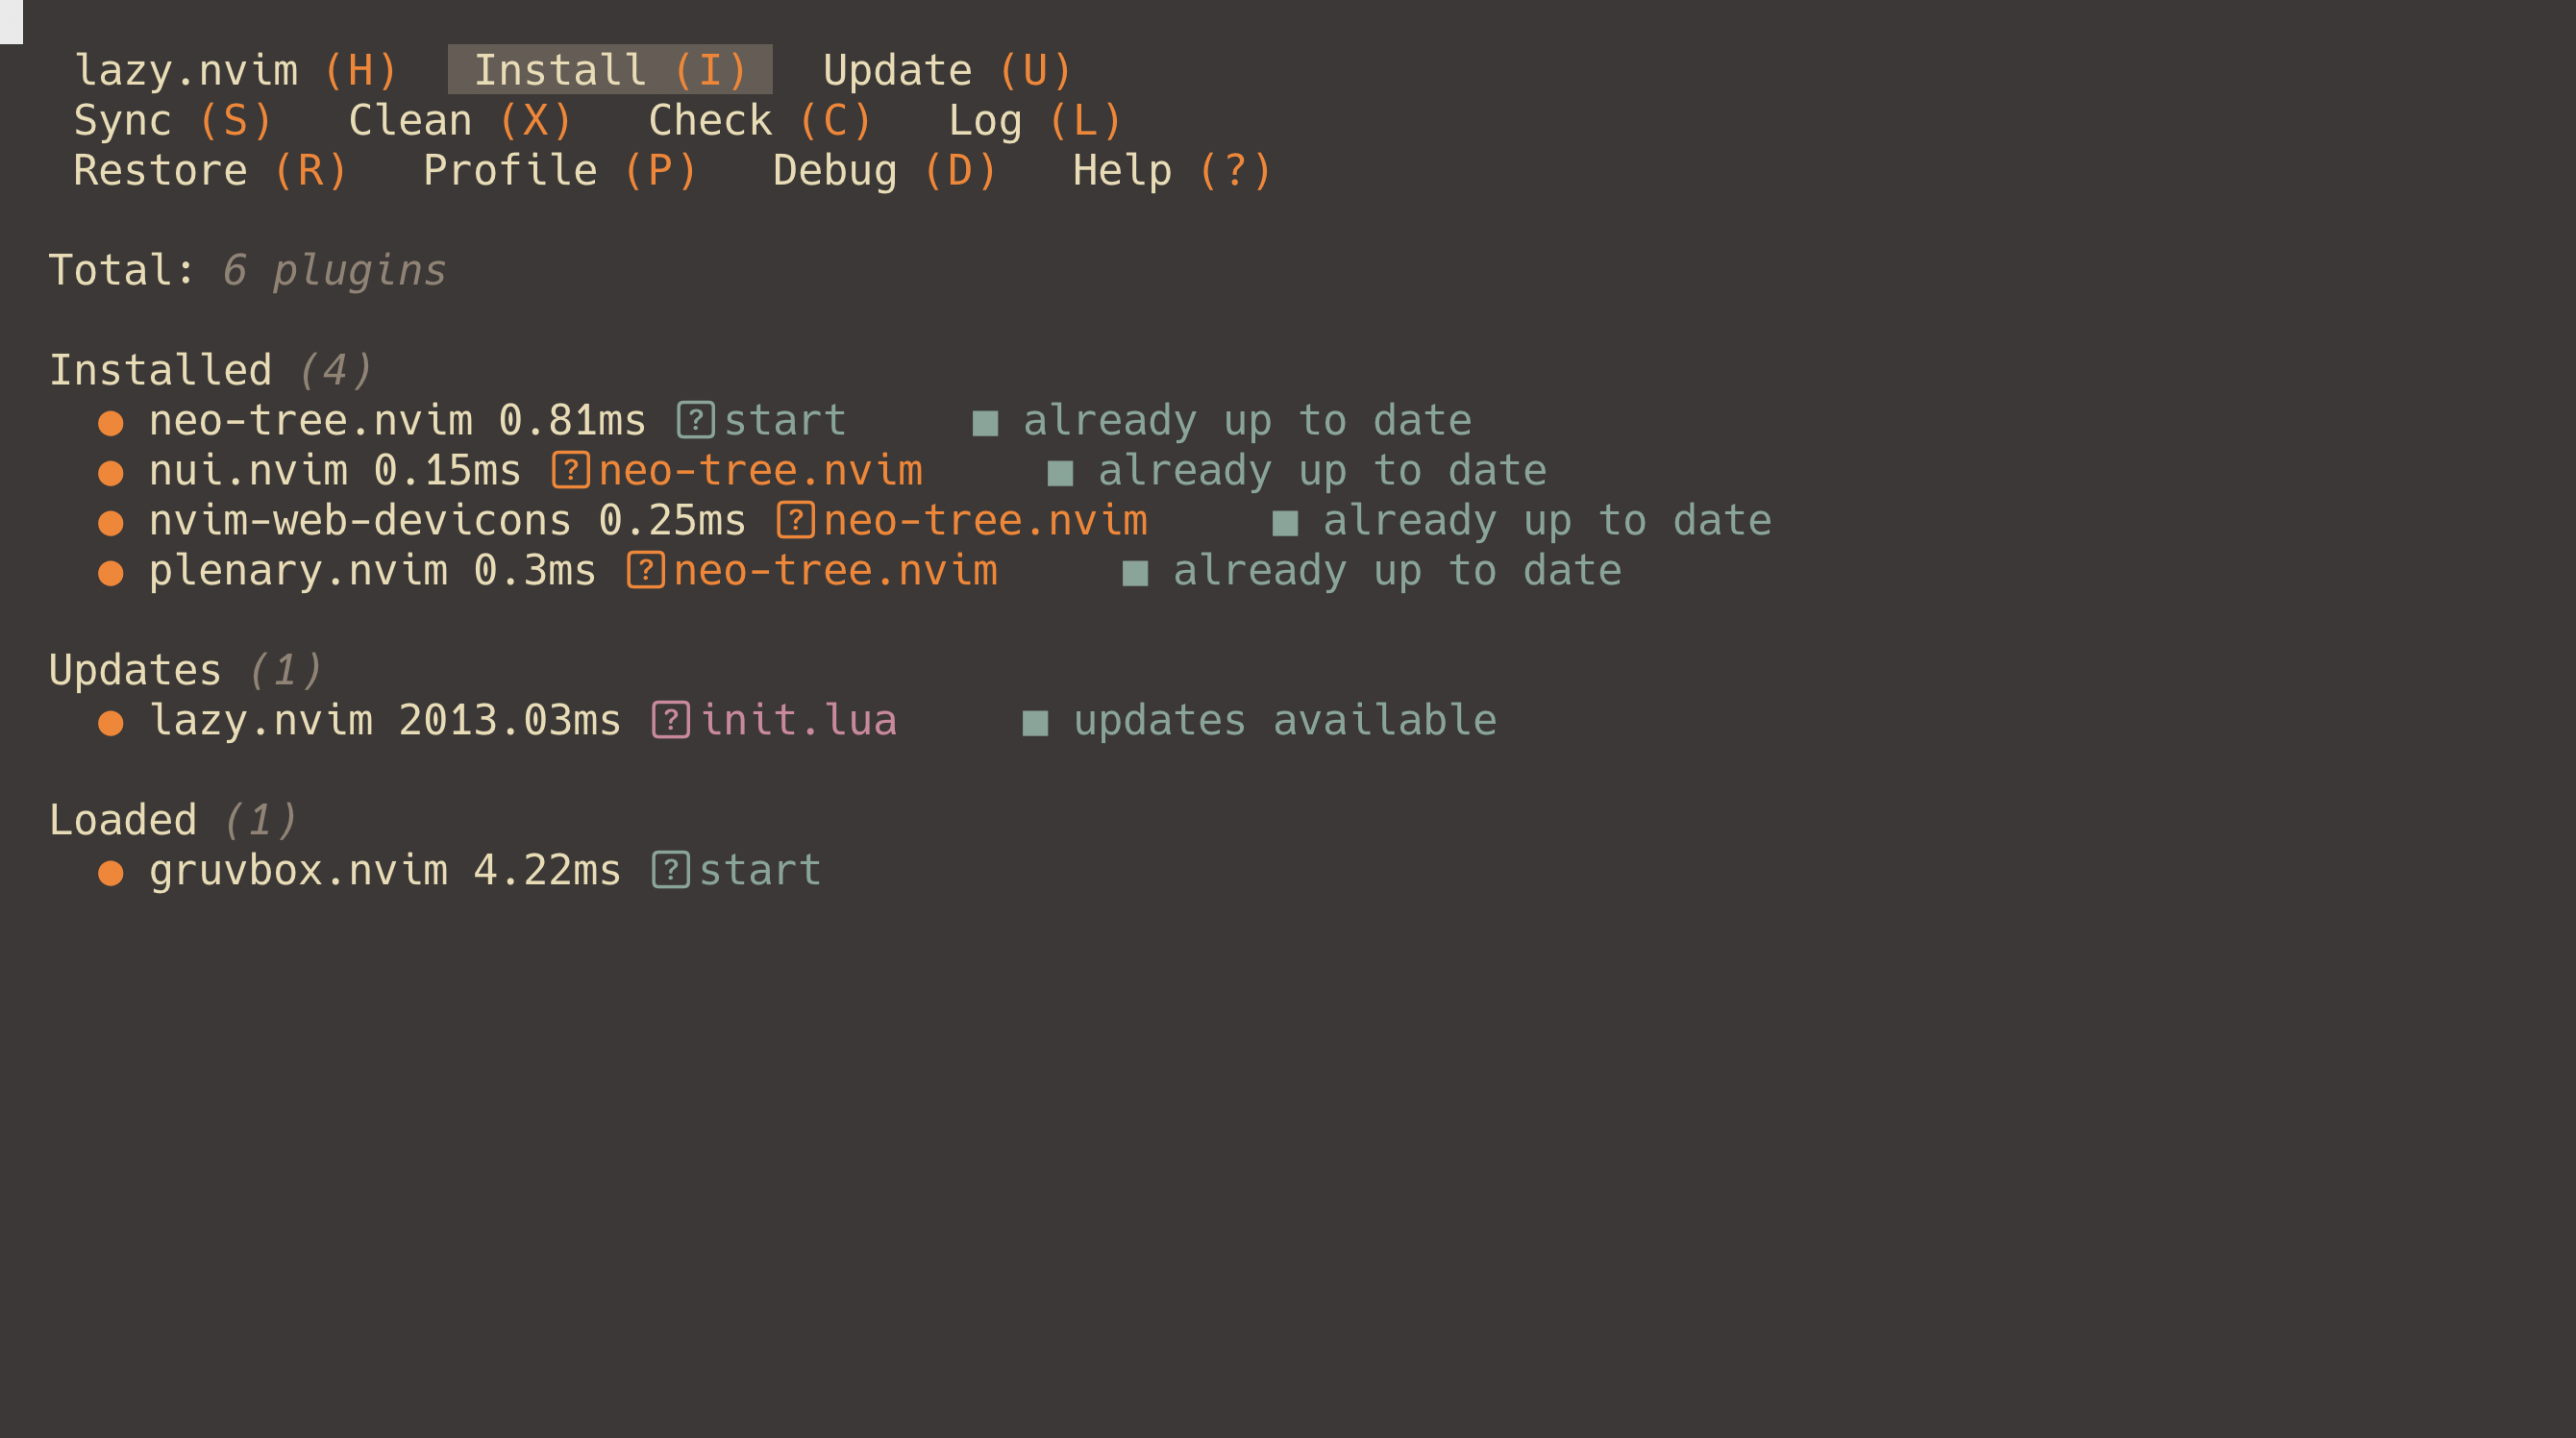 lazy.nvim (H) Install (I) Update (U)
Sync (S) Clean (X) Check (C) Log (L)
Restore (R) Profile (P) Debug (D) Help (?)
Total: 6 plugins
Installed (4)
● neo-tree.nvim 0.81ms ⍰ start ■ already up to date
● nui.nvim 0.15ms ⍰ neo-tree.nvim ■ already up to date
● nvim-web-devicons 0.25ms ⍰ neo-tree.nvim ■ already up to date
● plenary.nvim 0.3ms ⍰ neo-tree.nvim ■ already up to date
Updates (1)
● lazy.nvim 2013.03ms ⍰ init.lua ■ updates available
Loaded (1)
● gruvbox.nvim 4.22ms ⍰ start